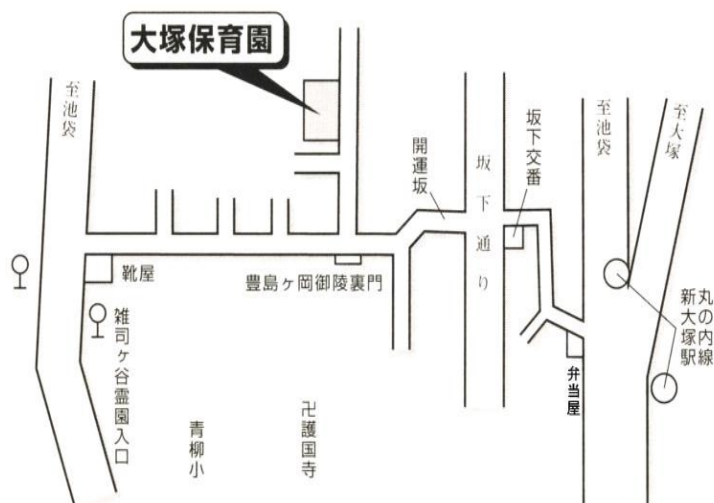 大塚保育園
至池袋
開運坂
坂下通り
坂下交番
至池袋
至大塚
靴屋
豊島ヶ岡御陵裏門
雑司ヶ谷霊園入口
青柳小
卍護国寺
弁当屋
丸の内線
新大塚駅